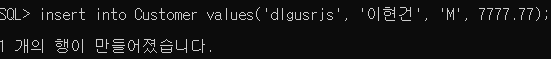 SQL> insert into Customer values('dlgusrjs', '이현건', 'M', 7777.77);
1 개의 행이 만들어졌습니다.